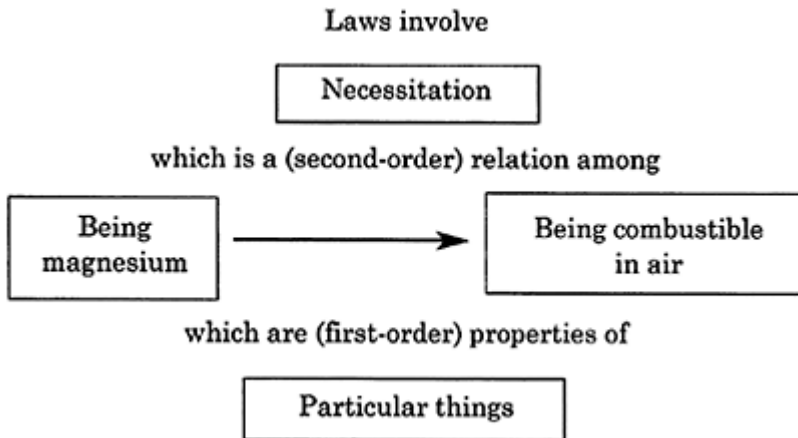 Laws involve
Necessitation
which is a (second-order) relation among
Being
magnesium
Being combustible
in air
which are (first-order) properties of
Particular things